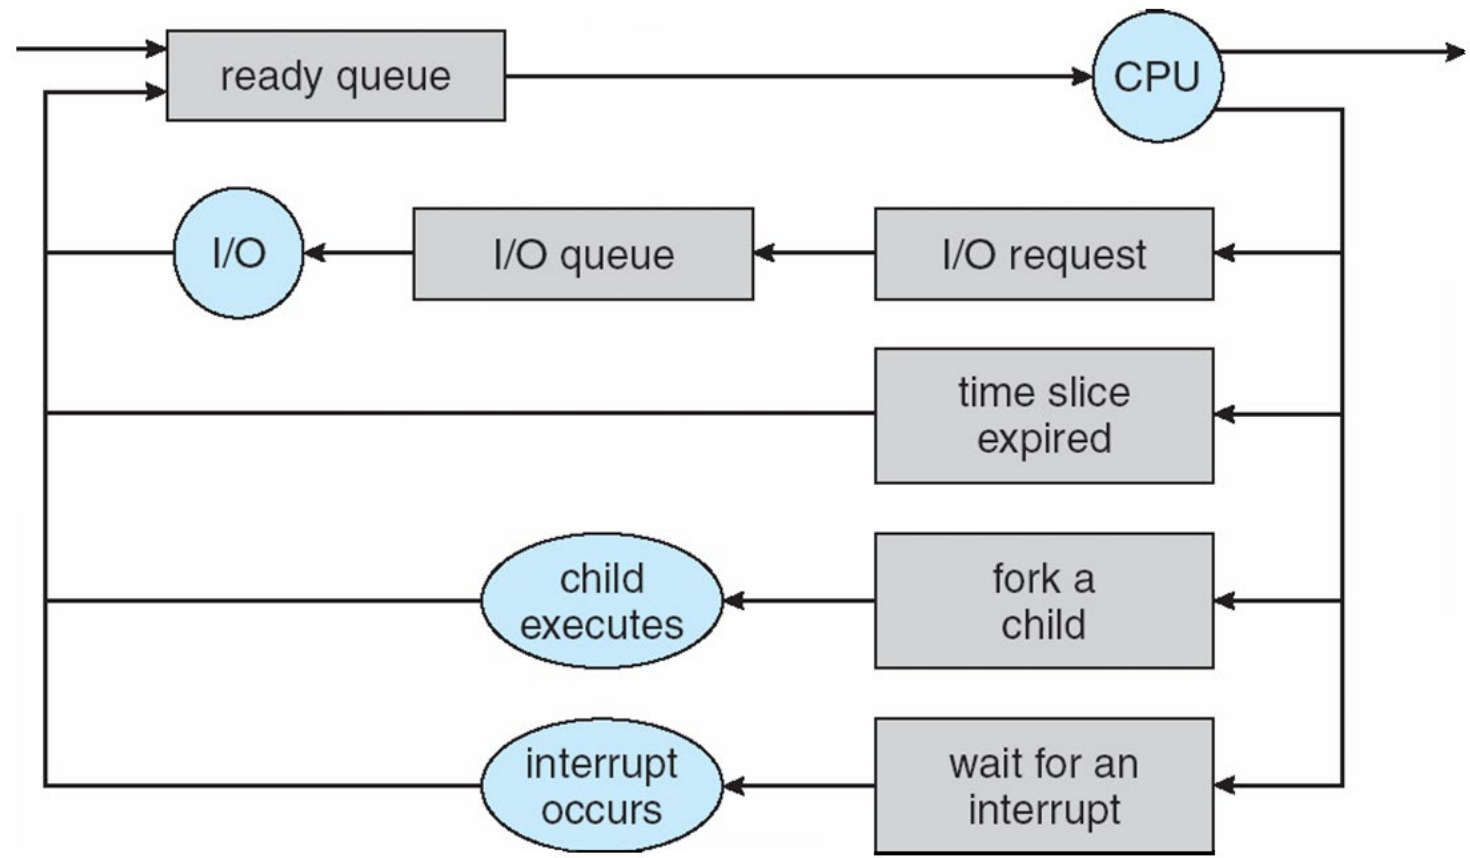 ready queue
CPU
I/O
I/O queue
I/O request
time slice
expired
child
executes
fork a
child
interrupt
occurs
wait for an
interrupt